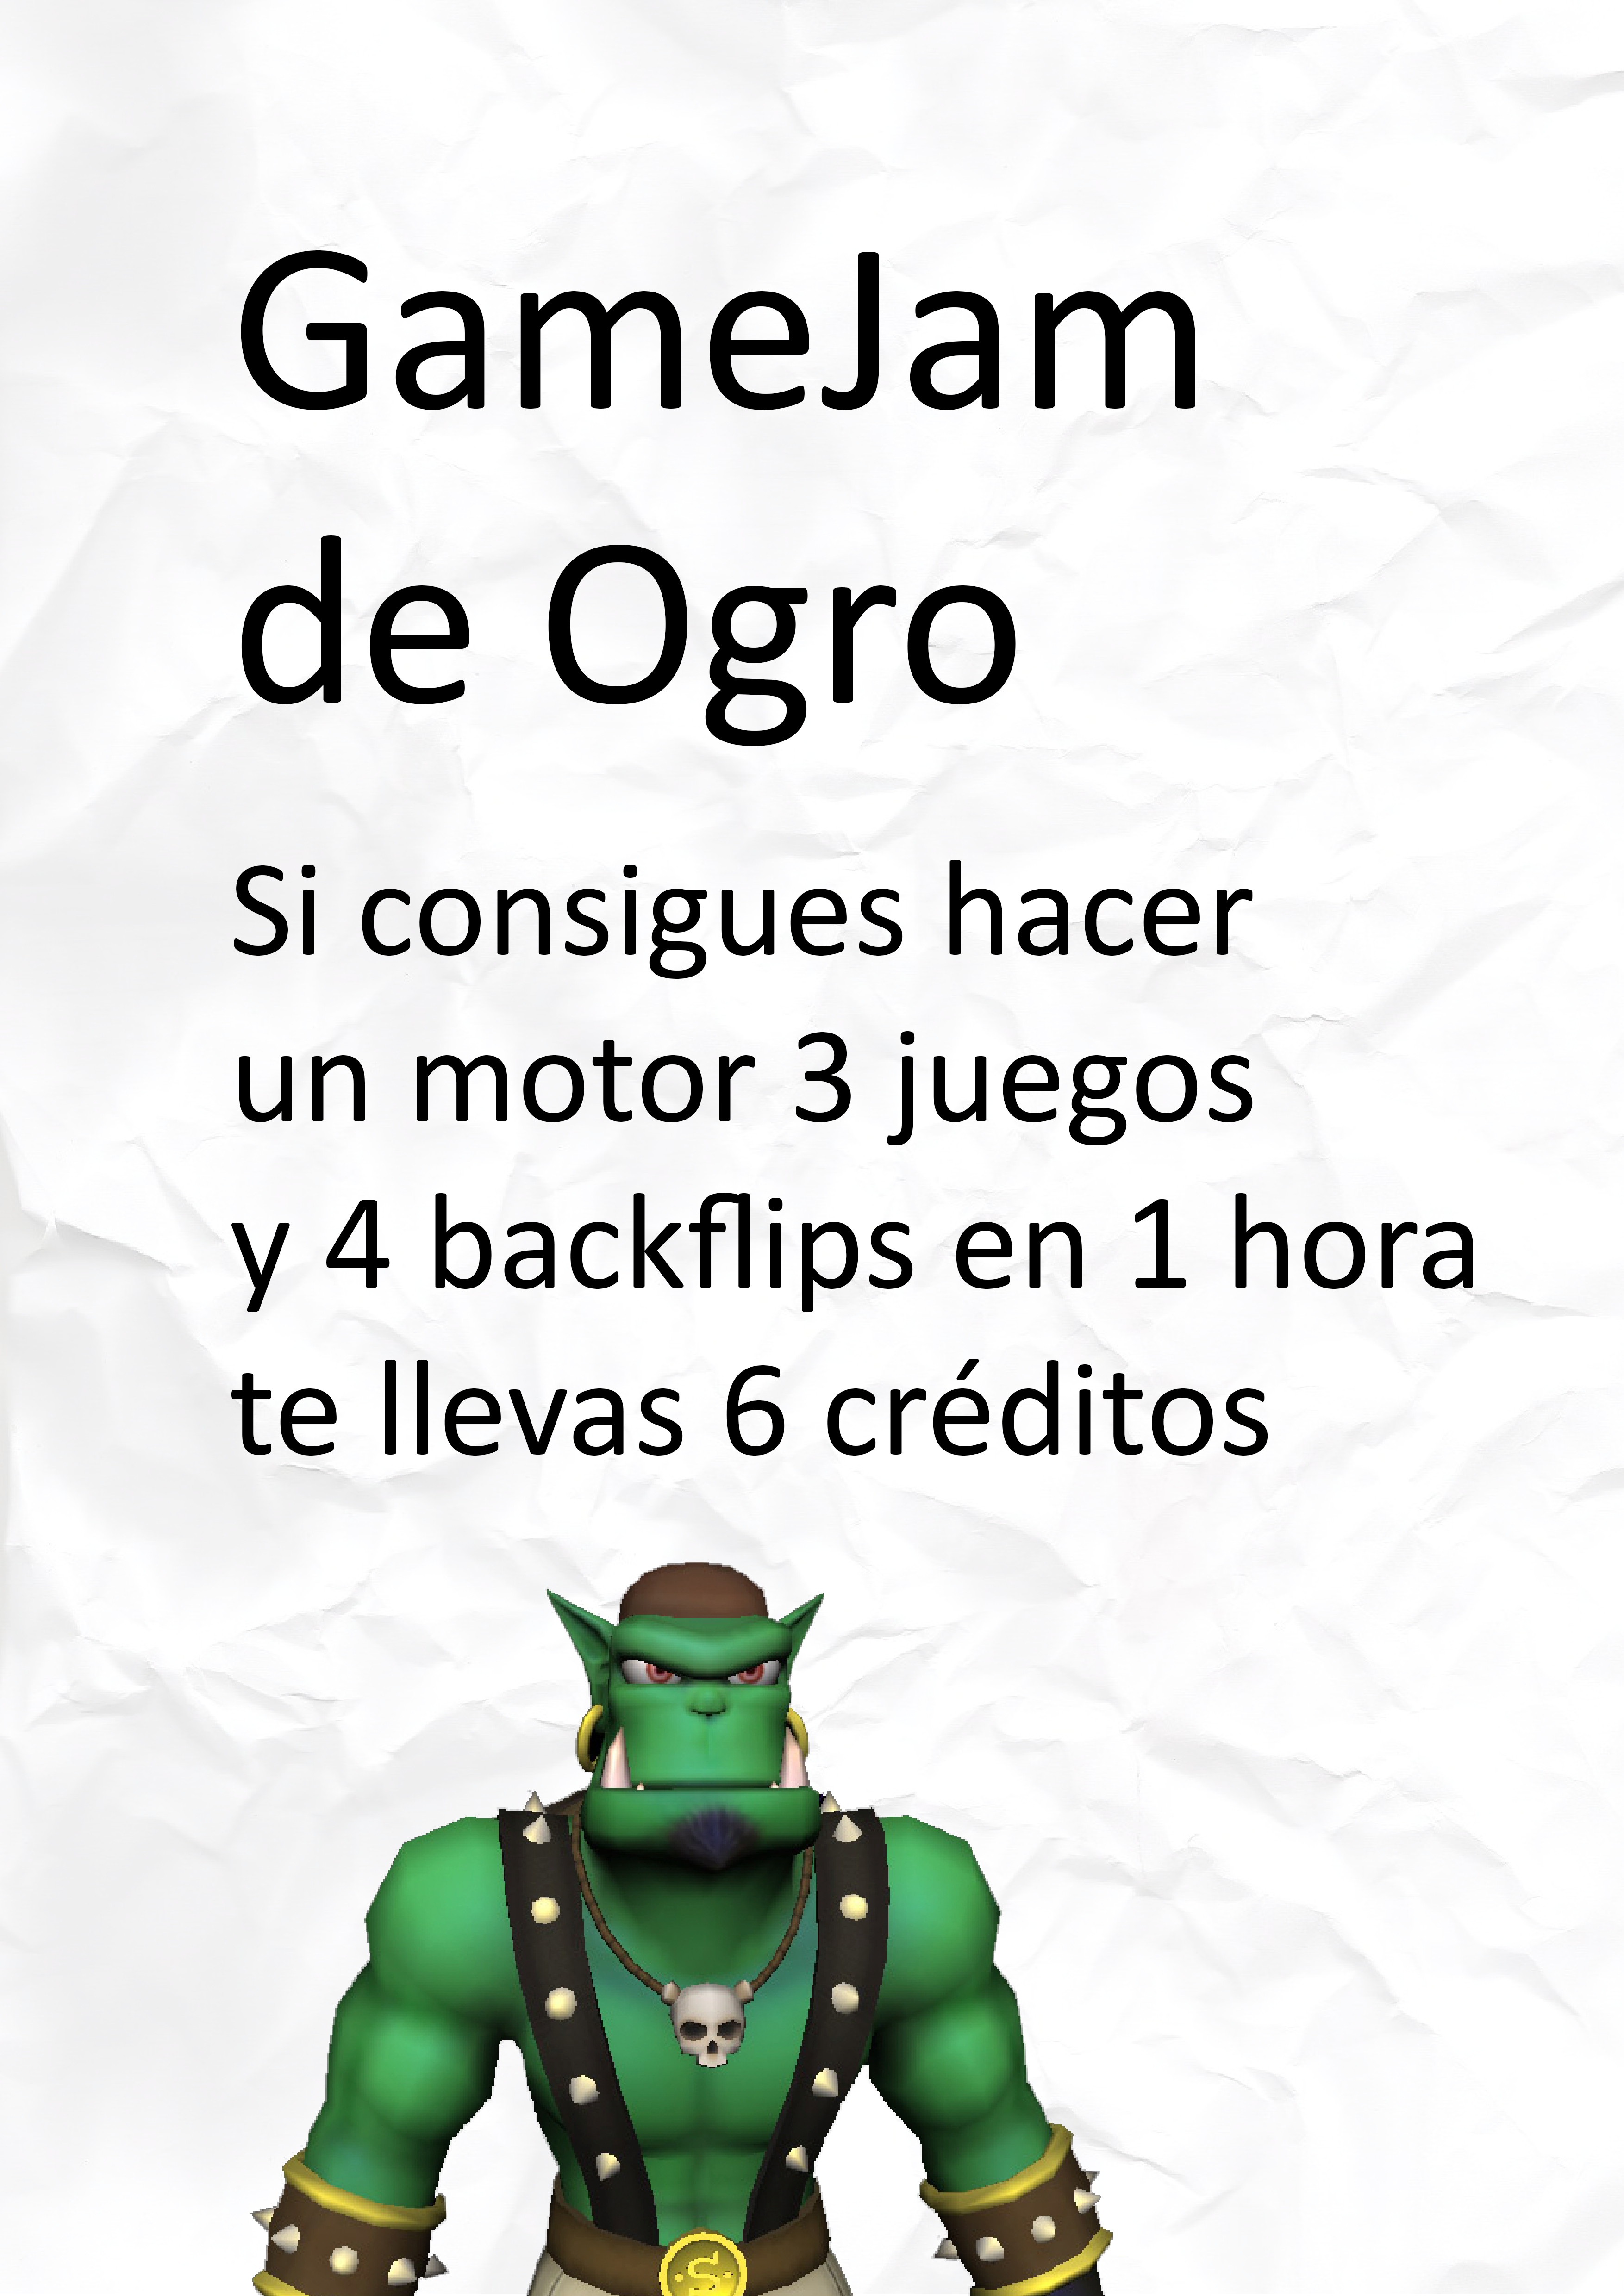 GameJam
de Ogro
Si consigues hacer
un motor 3 juegos
y 4 backflips en 1 hora
te llevas 6 créditos
S